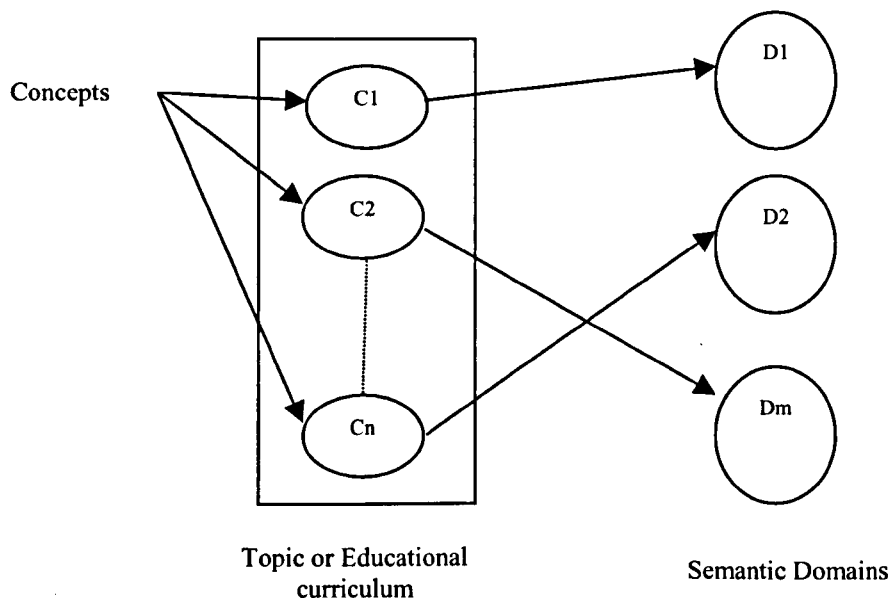 D1
Concepts
C1
C2
D2
Dm
Cn
Topic or Educational
curriculum
Semantic Domains